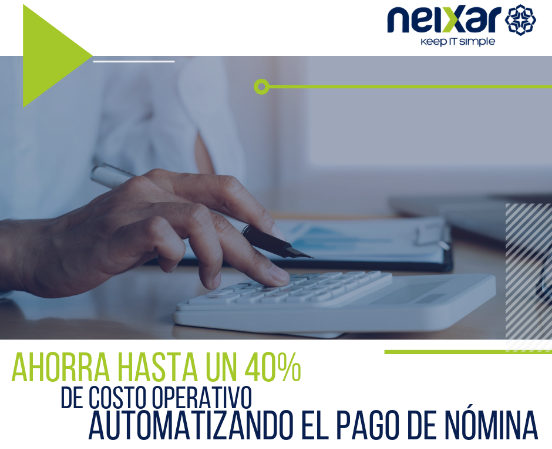 neixar
Keep IT simple
AHORRA HASTA UN 40%
DE COSTO OPERATIVO
AUTOMATIZANDO EL PAGO DE NÓMINA